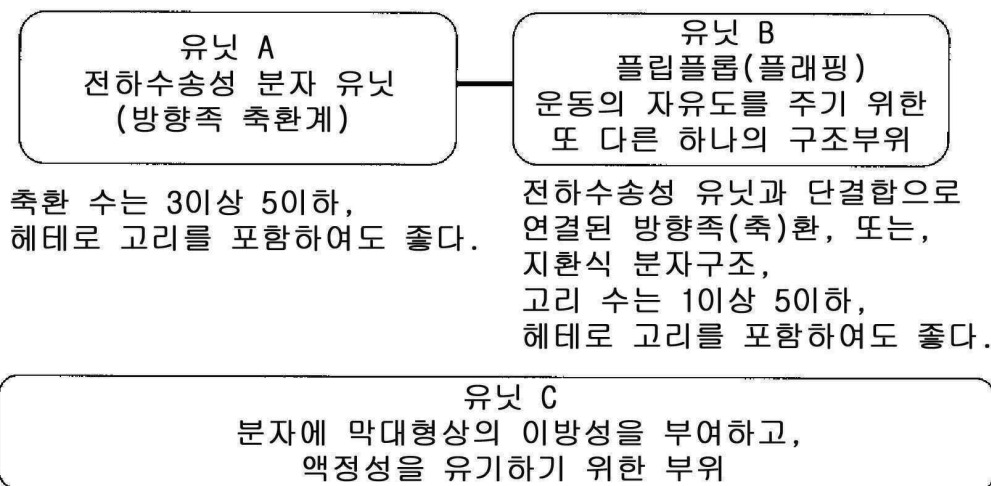 유닛 A
전하수송성 분자 유닛
(방향족 축환계)
유닛 B
플립플롭(플래핑)
운동의 자유도를 주기 위한
또 다른 하나의 구조부위
축환 수는 3이상 5이하,
헤테로 고리를 포함하여도 좋다.
전하수송성 유닛과 단결합으로
연결된 방향족(축)환, 또는,
지환식 분자구조,
고리 수는 1이상 5이하,
헤테로 고리를 포함하여도 좋다.
유닛 C
분자에 막대형상의 이방성을 부여하고,
액정성을 유기하기 위한 부위